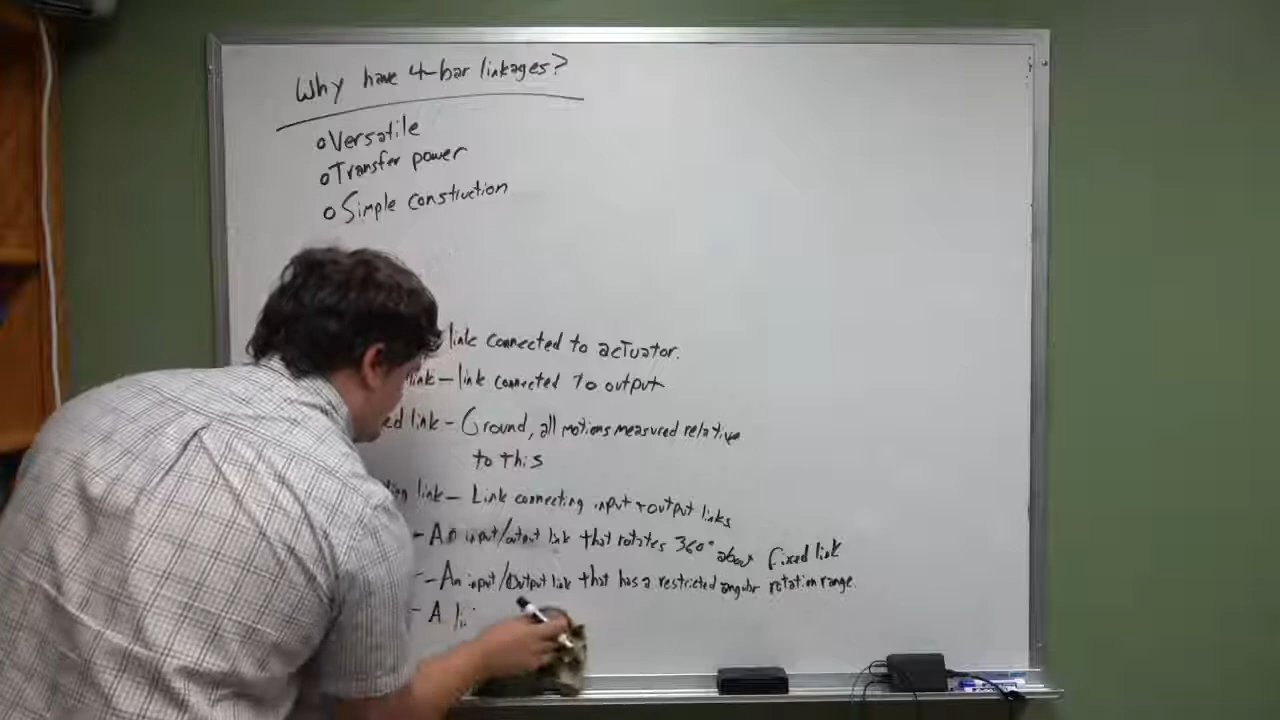 Why have 4-bar linkages?
Versatile
Transfer power
Simple construction
link connected to actuator.
link - link connected to output
ed link - Ground, all motions measured relative
to this
link - Link connecting input + output links
- An input/output link that rotates 360° about fixed link
- An input/output link that has a restricted angular rotation range.
- A li